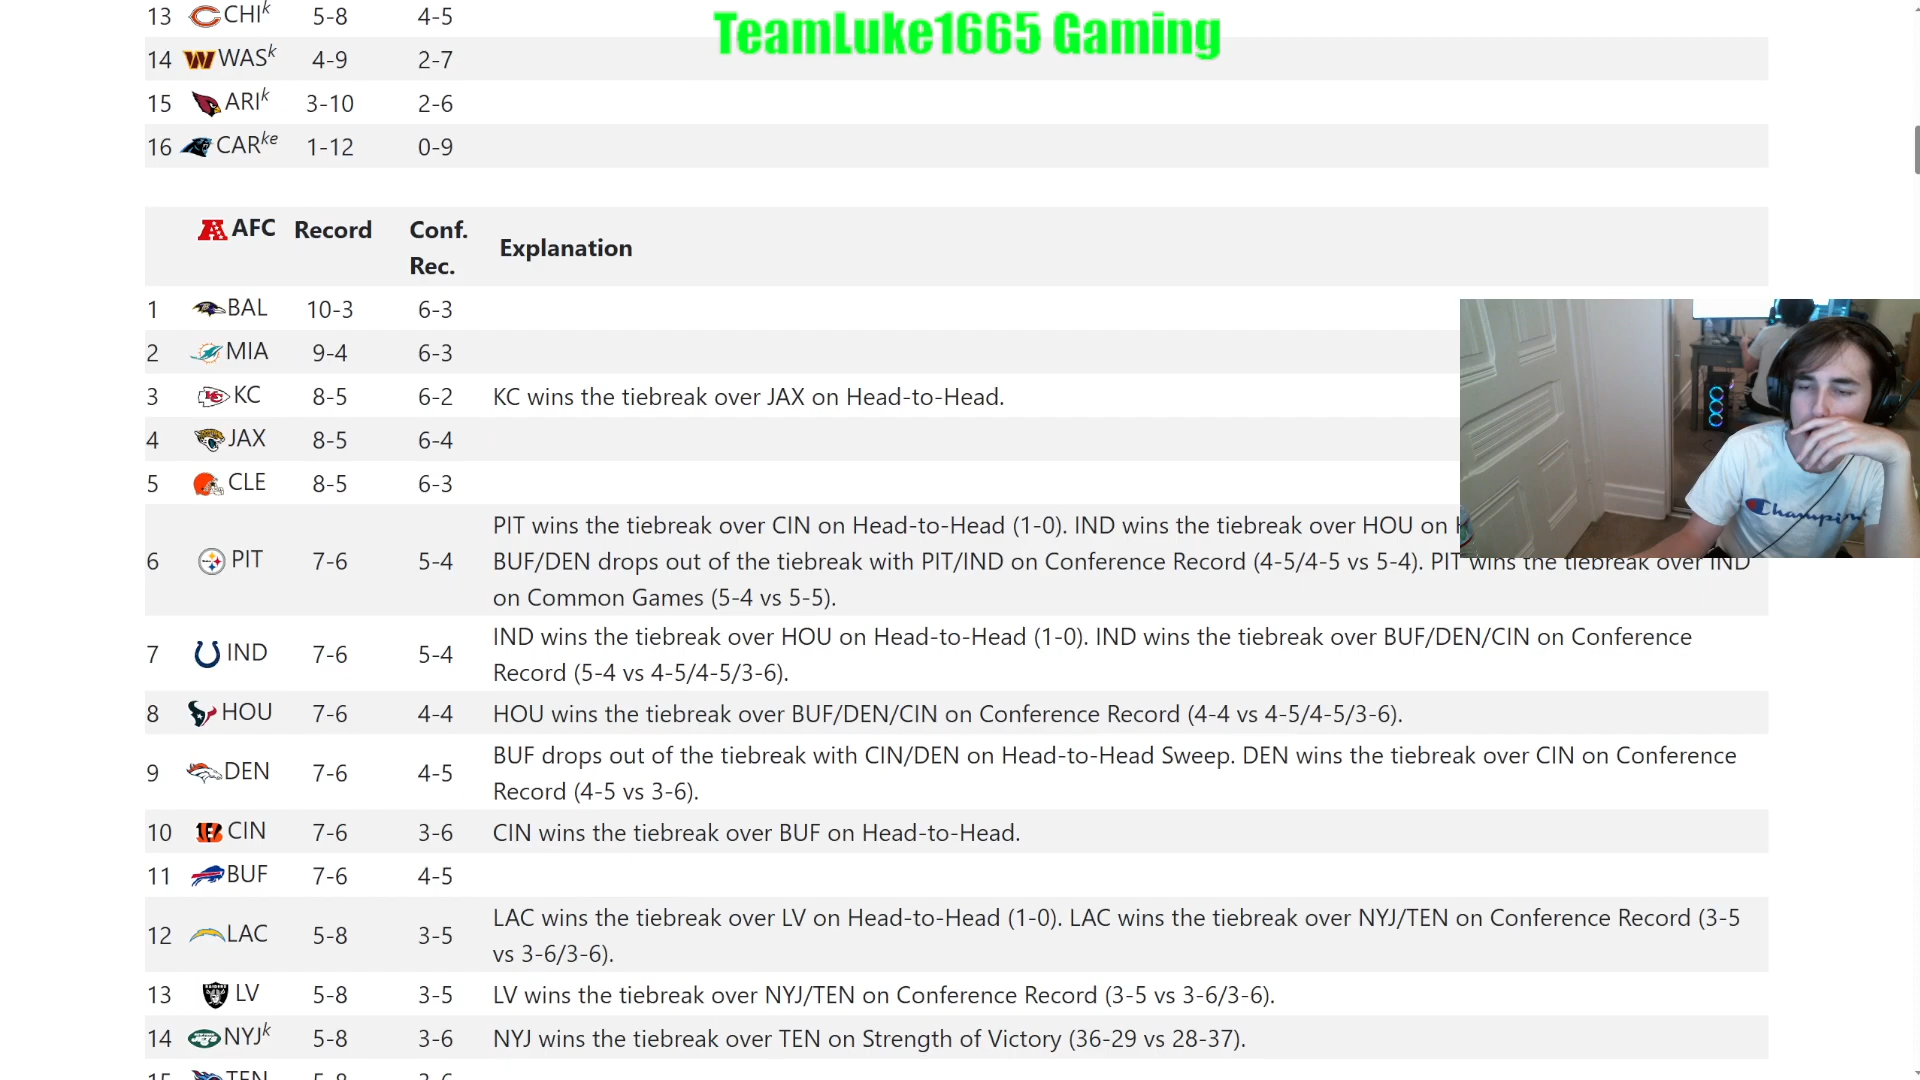 TeamLuke1665 Gaming
13 CHI^k 5-8 4-5
14 WAS^k 4-9 2-7
15 ARI^k 3-10 2-6
16 CAR^ke 1-12 0-9
AFC Record Conf. Rec. Explanation
1 BAL 10-3 6-3
2 MIA 9-4 6-3
3 KC 8-5 6-2 KC wins the tiebreak over JAX on Head-to-Head.
4 JAX 8-5 6-4
5 CLE 8-5 6-3
6 PIT 7-6 5-4 PIT wins the tiebreak over CIN on Head-to-Head (1-0). IND wins the tiebreak over HOU on
BUF/DEN drops out of the tiebreak with PIT/IND on Conference Record (4-5/4-5 vs 5-4). PIT wins the tiebreak over IND
on Common Games (5-4 vs 5-5).
7 IND 7-6 5-4 IND wins the tiebreak over HOU on Head-to-Head (1-0). IND wins the tiebreak over BUF/DEN/CIN on Conference
Record (5-4 vs 4-5/4-5/3-6).
8 HOU 7-6 4-4 HOU wins the tiebreak over BUF/DEN/CIN on Conference Record (4-4 vs 4-5/4-5/3-6).
9 DEN 7-6 4-5 BUF drops out of the tiebreak with CIN/DEN on Head-to-Head Sweep. DEN wins the tiebreak over CIN on Conference
Record (4-5 vs 3-6).
10 CIN 7-6 3-6 CIN wins the tiebreak over BUF on Head-to-Head.
11 BUF 7-6 4-5
12 LAC 5-8 3-5 LAC wins the tiebreak over LV on Head-to-Head (1-0). LAC wins the tiebreak over NYJ/TEN on Conference Record (3-5
vs 3-6/3-6).
13 LV 5-8 3-5 LV wins the tiebreak over NYJ/TEN on Conference Record (3-5 vs 3-6/3-6).
14 NYJ^k 5-8 3-6 NYJ wins the tiebreak over TEN on Strength of Victory (36-29 vs 28-37).
15 TEN 5-8 3-6
Champion